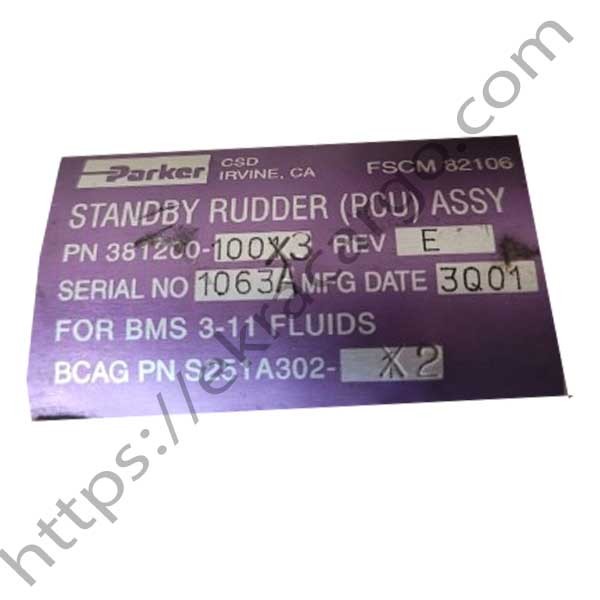 Parker
CSD
IRVINE, CA
FSCM 82106
STANDBY RUDDER (PCU) ASSY
PN 381200-100X3 REV E
SERIAL NO 1063A MFG DATE 3Q01
FOR BMS 3-11 FLUIDS
BCAG PN S251A302- X2
https://ekrarargo.com